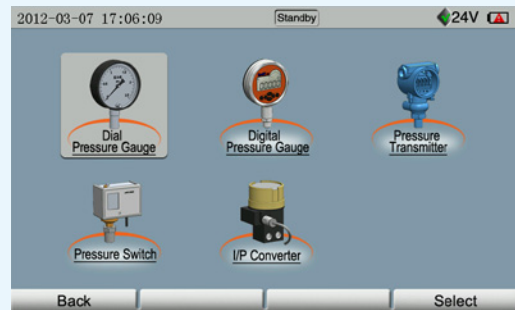 2012-03-07 17:06:09 Standby 24V
Dial
Pressure Gauge
Digital
Pressure Gauge
Pressure
Transmitter
Pressure Switch
I/P Converter
Back Select